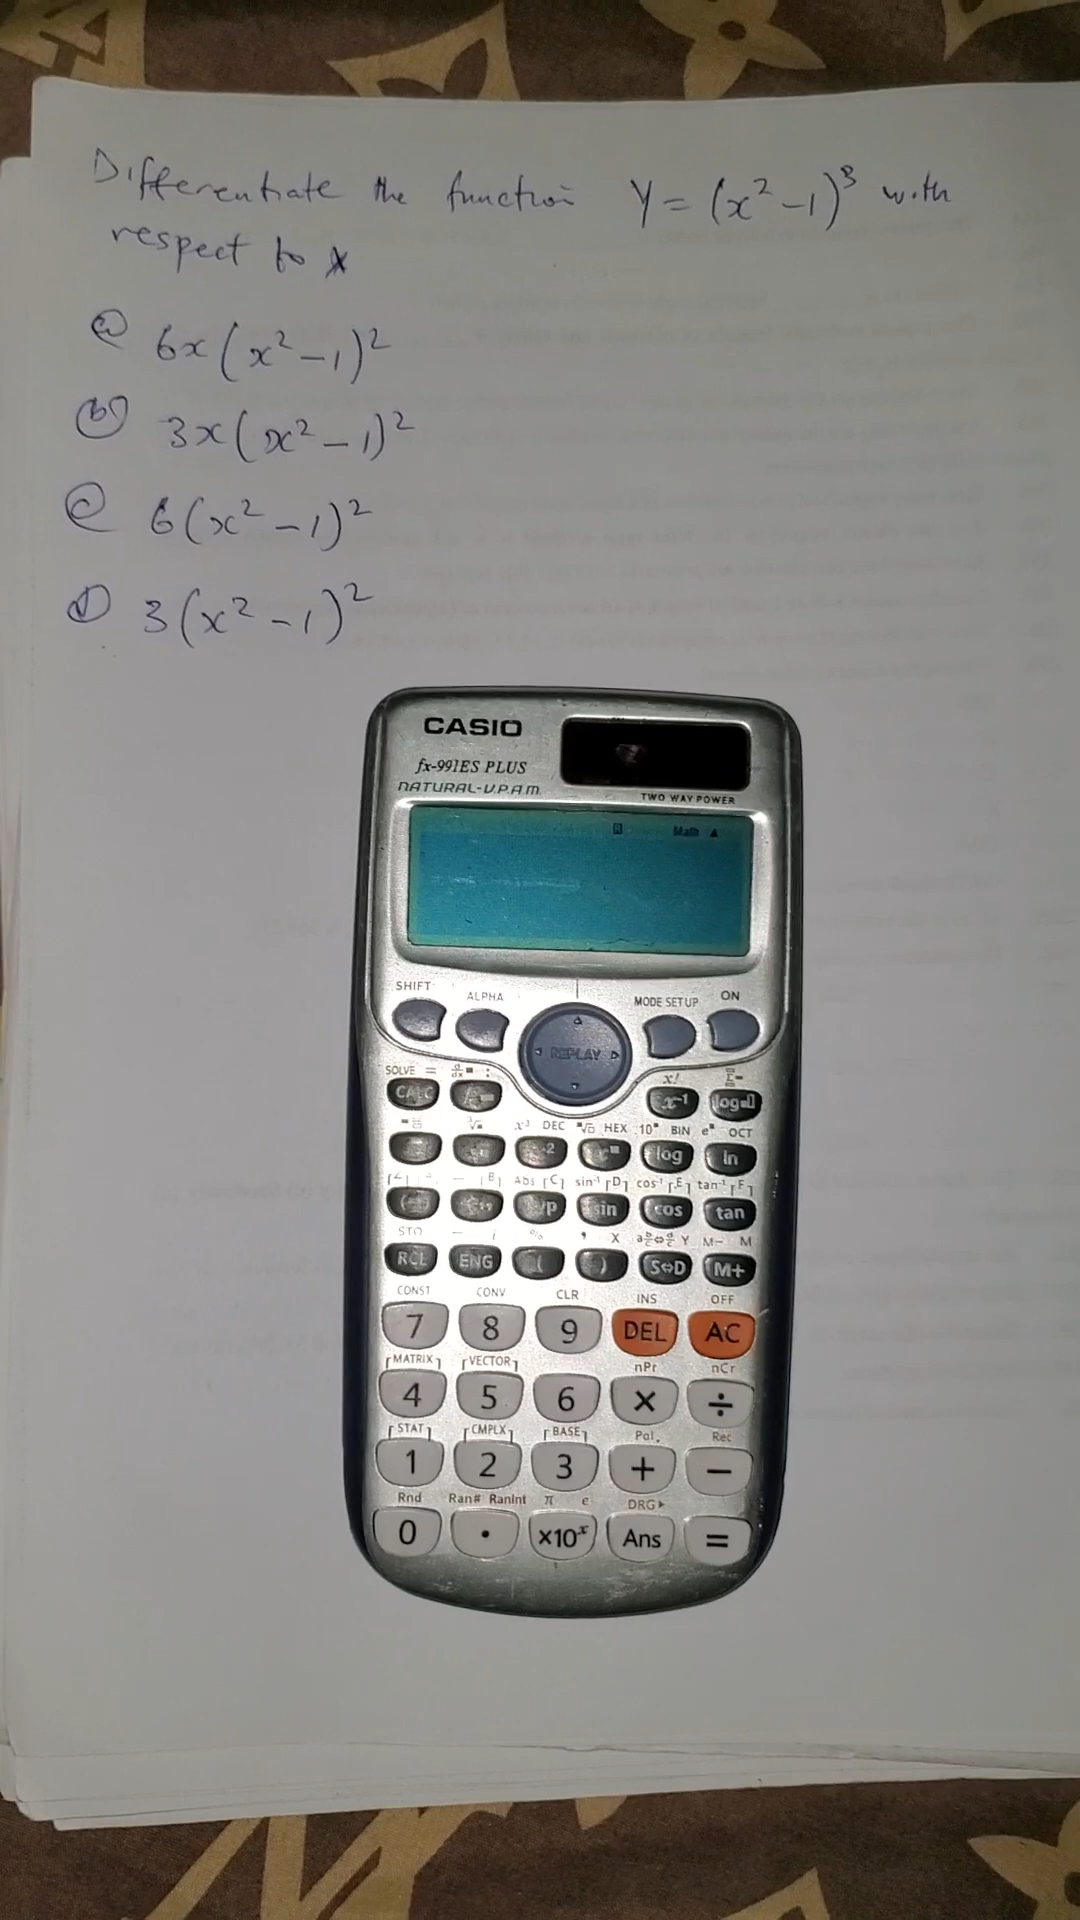 Differentiate the function Y = (x² - 1)³ with
respect to x
(a) 6x(x² - 1)²
(b) 3x(x² - 1)²
(c) 6(x² - 1)²
(d) 3(x² - 1)²
CASIO
fx-991ES PLUS
NATURAL-V.P.A.M.
TWO WAY POWER
R Math ▲
SHIFT ALPHA MODE SETUP ON
REPLAY
SOLVE = d/dx : x! Σ
CALC x⁻¹ log
x³ DEC HEX 10 BIN e OCT
log ln
Abs [C] sin⁻¹ [D] cos⁻¹ [E] tan⁻¹ [F]
sin cos tan
STO i % , X Y M- M
RCL ENG ( ) S⇔D M+
CONST CONV CLR INS OFF
7 8 9 DEL AC
[MATRIX] [VECTOR] nPr nCr
4 5 6 × ÷
[STAT] [CMPLX] [BASE] Pol Rec
1 2 3 + −
Rnd Ran# RanInt π e DRG▸
0 . ×10ˣ Ans =